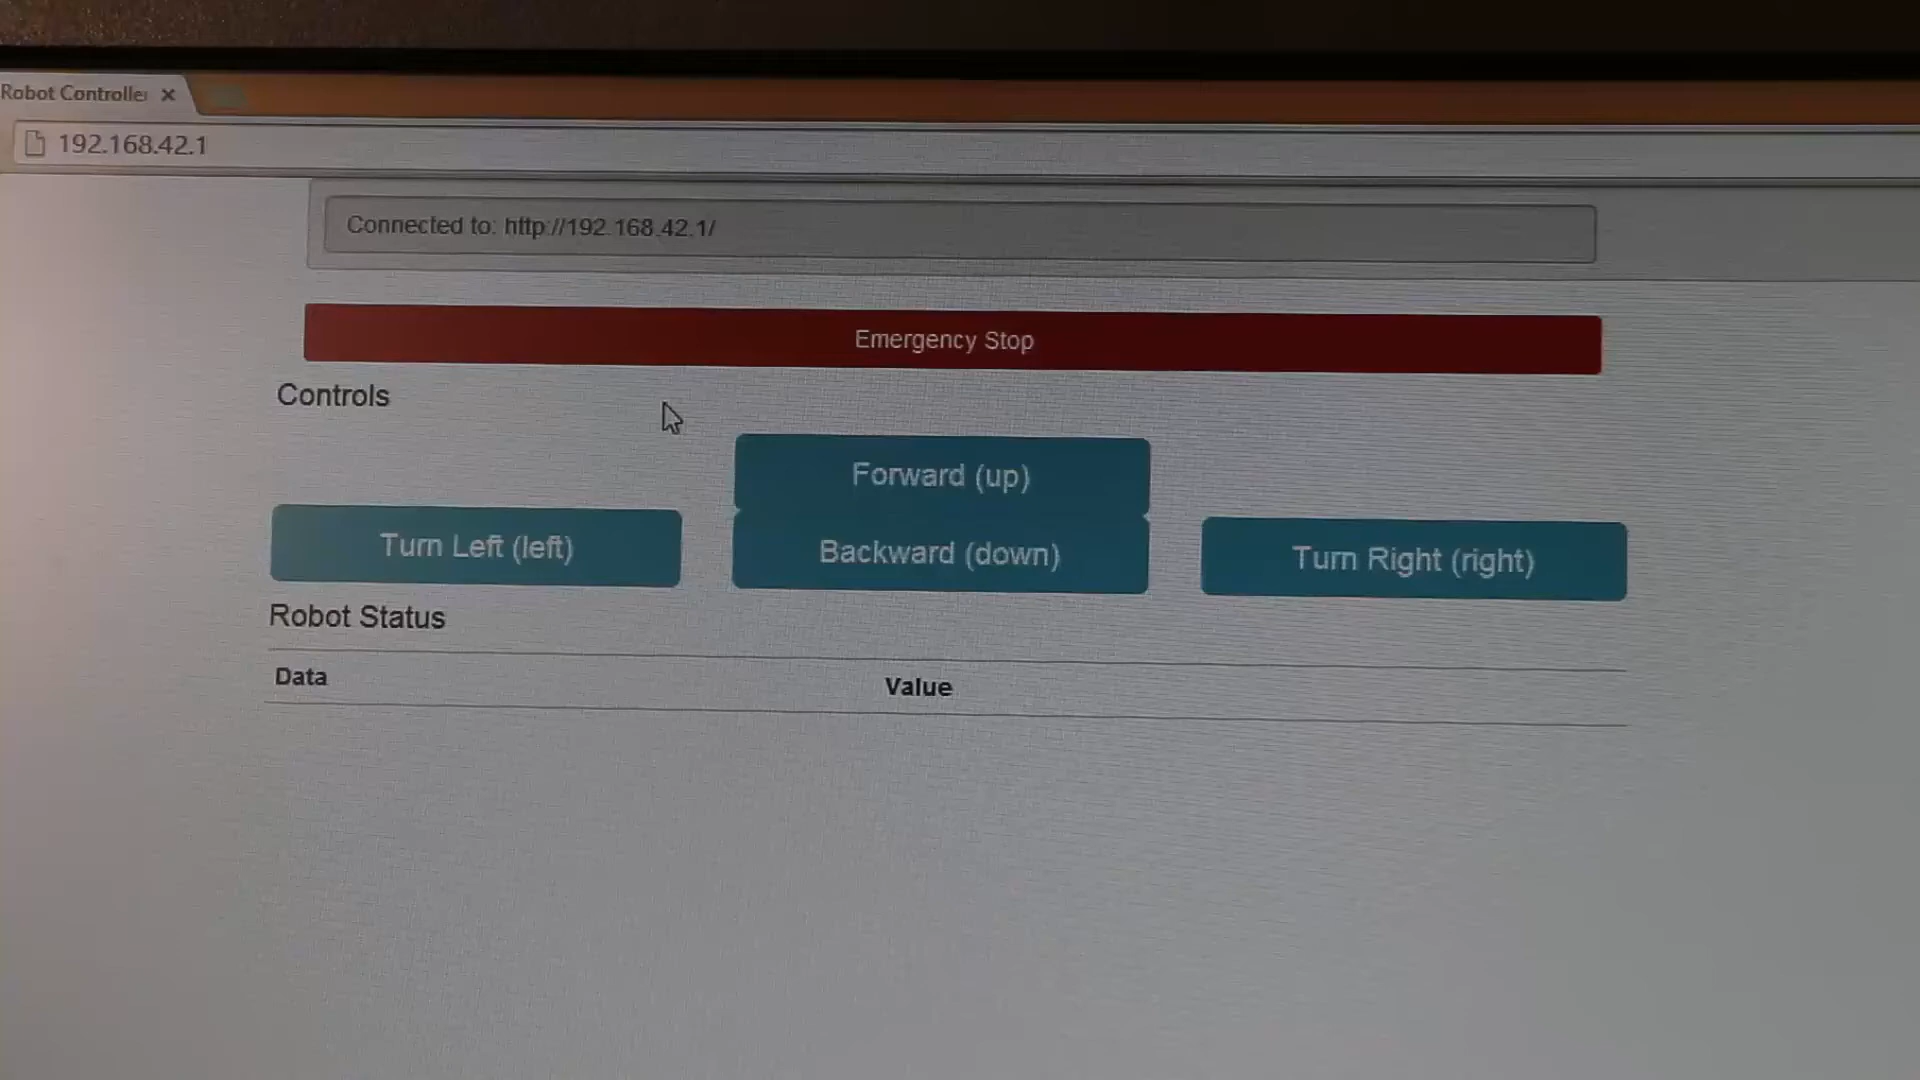 Robot Controller
192.168.42.1
Connected to: http://192.168.42.1/
Emergency Stop
Controls
Forward (up)
Turn Left (left)
Backward (down)
Turn Right (right)
Robot Status
Data Value